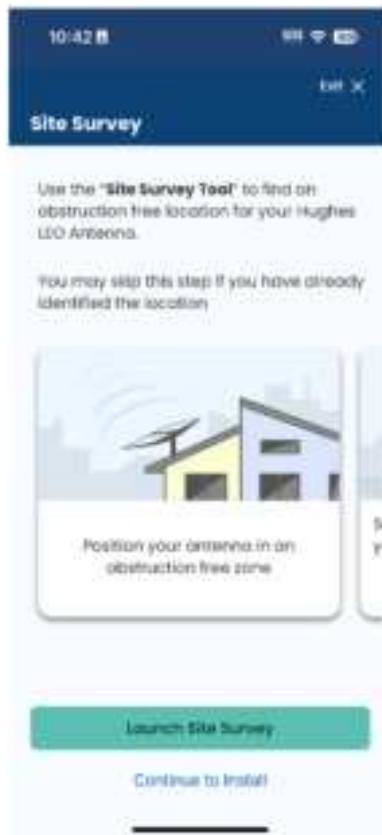 10:42
Exit X
Site Survey
Use the "Site Survey Tool" to find an
obstruction free location for your Hughes
LEO Antenna.
You may skip this step if you have already
identified the location
Position your antenna in an
obstruction free zone
Launch Site Survey
Continue to Install